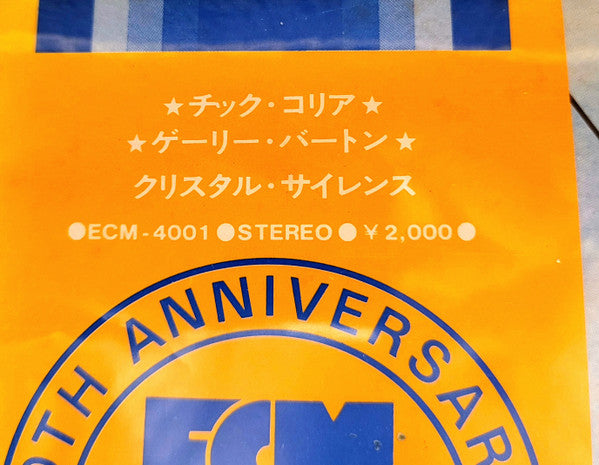 ★チック・コリア★
★ゲーリー・バートン★
クリスタル・サイレンス
●ECM-4001●STEREO●¥2,000●
ANNIVERSAR
ECM